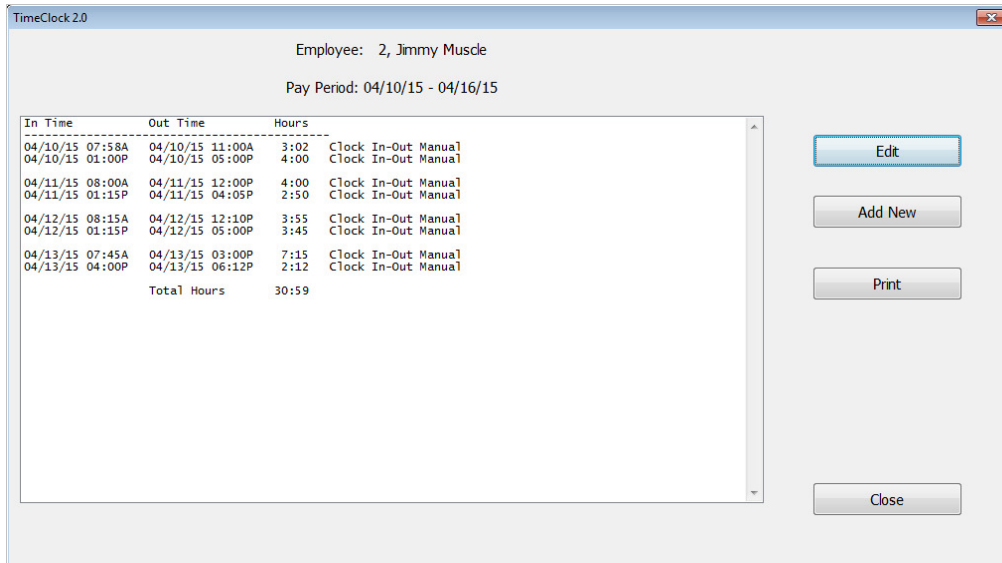 TimeClock 2.0
Employee: 2, Jimmy Muscle
Pay Period: 04/10/15 - 04/16/15
In Time Out Time Hours
--------------------------------------------
04/10/15 07:58A 04/10/15 11:00A 3:02 Clock In-Out Manual
04/10/15 01:00P 04/10/15 05:00P 4:00 Clock In-Out Manual
04/11/15 08:00A 04/11/15 12:00P 4:00 Clock In-Out Manual
04/11/15 01:15P 04/11/15 04:05P 2:50 Clock In-Out Manual
04/12/15 08:15A 04/12/15 12:10P 3:55 Clock In-Out Manual
04/12/15 01:15P 04/12/15 05:00P 3:45 Clock In-Out Manual
04/13/15 07:45A 04/13/15 03:00P 7:15 Clock In-Out Manual
04/13/15 04:00P 04/13/15 06:12P 2:12 Clock In-Out Manual
Total Hours 30:59
Edit
Add New
Print
Close